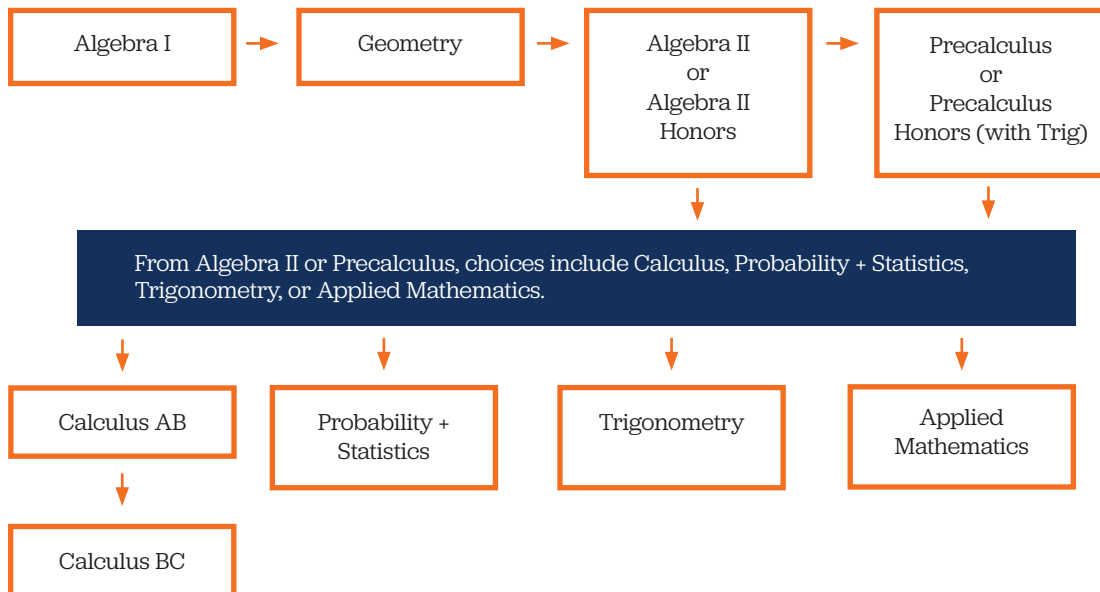 Algebra I
Geometry
Algebra II
or
Algebra II
Honors
Precalculus
or
Precalculus
Honors (with Trig)
From Algebra II or Precalculus, choices include Calculus, Probability + Statistics,
Trigonometry, or Applied Mathematics.
Calculus AB
Probability +
Statistics
Trigonometry
Applied
Mathematics
Calculus BC